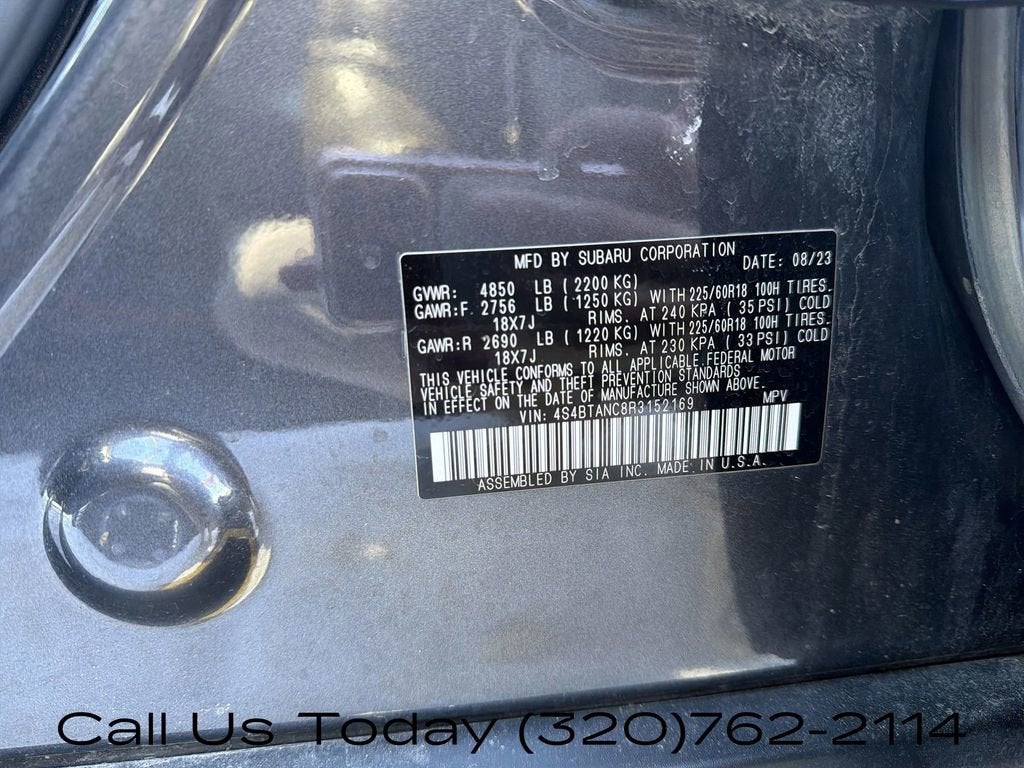 MFD BY SUBARU CORPORATION DATE: 08/23
GVWR: 4850 LB (2200 KG)
GAWR:F 2756 LB (1250 KG) WITH 225/60R18 100H TIRES.
18X7J RIMS. AT 240 KPA (35 PSI) COLD
GAWR:R 2690 LB (1220 KG) WITH 225/60R18 100H TIRES.
18X7J RIMS. AT 230 KPA (33 PSI) COLD
THIS VEHICLE CONFORMS TO ALL APPLICABLE FEDERAL MOTOR
VEHICLE SAFETY AND THEFT PREVENTION STANDARDS
IN EFFECT ON THE DATE OF MANUFACTURE SHOWN ABOVE.
VIN: 4S4BTANC8R3152169 MPV
ASSEMBLED BY SIA INC. MADE IN U.S.A.
Call Us Today (320)762-2114